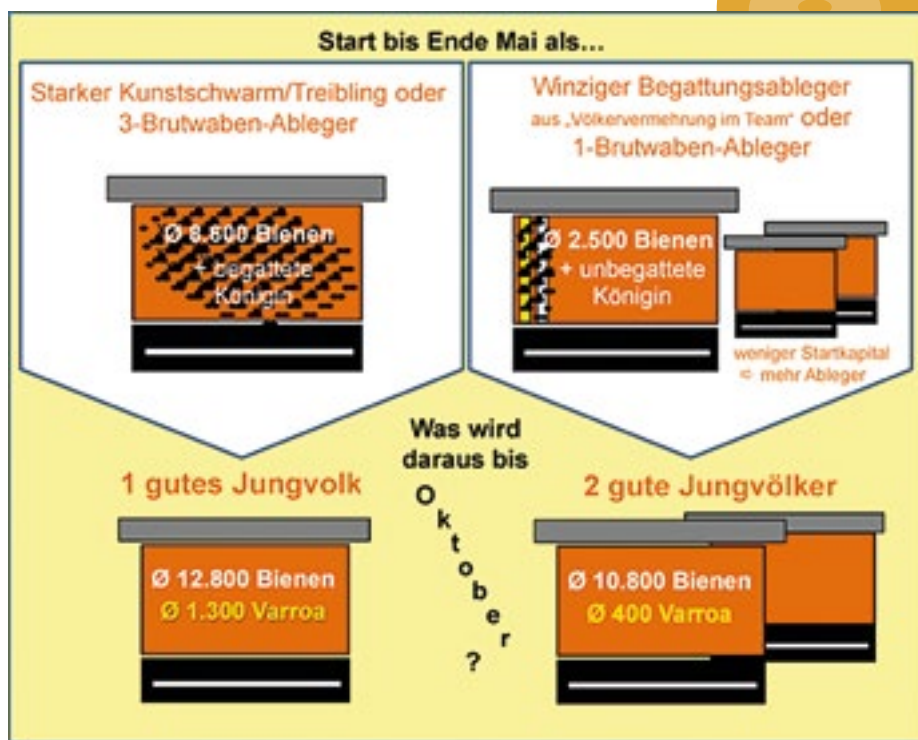 Start bis Ende Mai als...
Starker Kunstschwarm/Treibling oder
3-Brutwaben-Ableger
Ø 8.600 Bienen
+ begattete
Königin
Winziger Begattungsableger
aus „Völkervermehrung im Team" oder
1-Brutwaben-Ableger
Ø 2.500 Bienen
+ unbegattete
Königin
weniger Startkapital
mehr Ableger
Was wird
daraus bis
Oktober?
1 gutes Jungvolk
Ø 12.800 Bienen
Ø 1.300 Varroa
2 gute Jungvölker
Ø 10.800 Bienen
Ø 400 Varroa